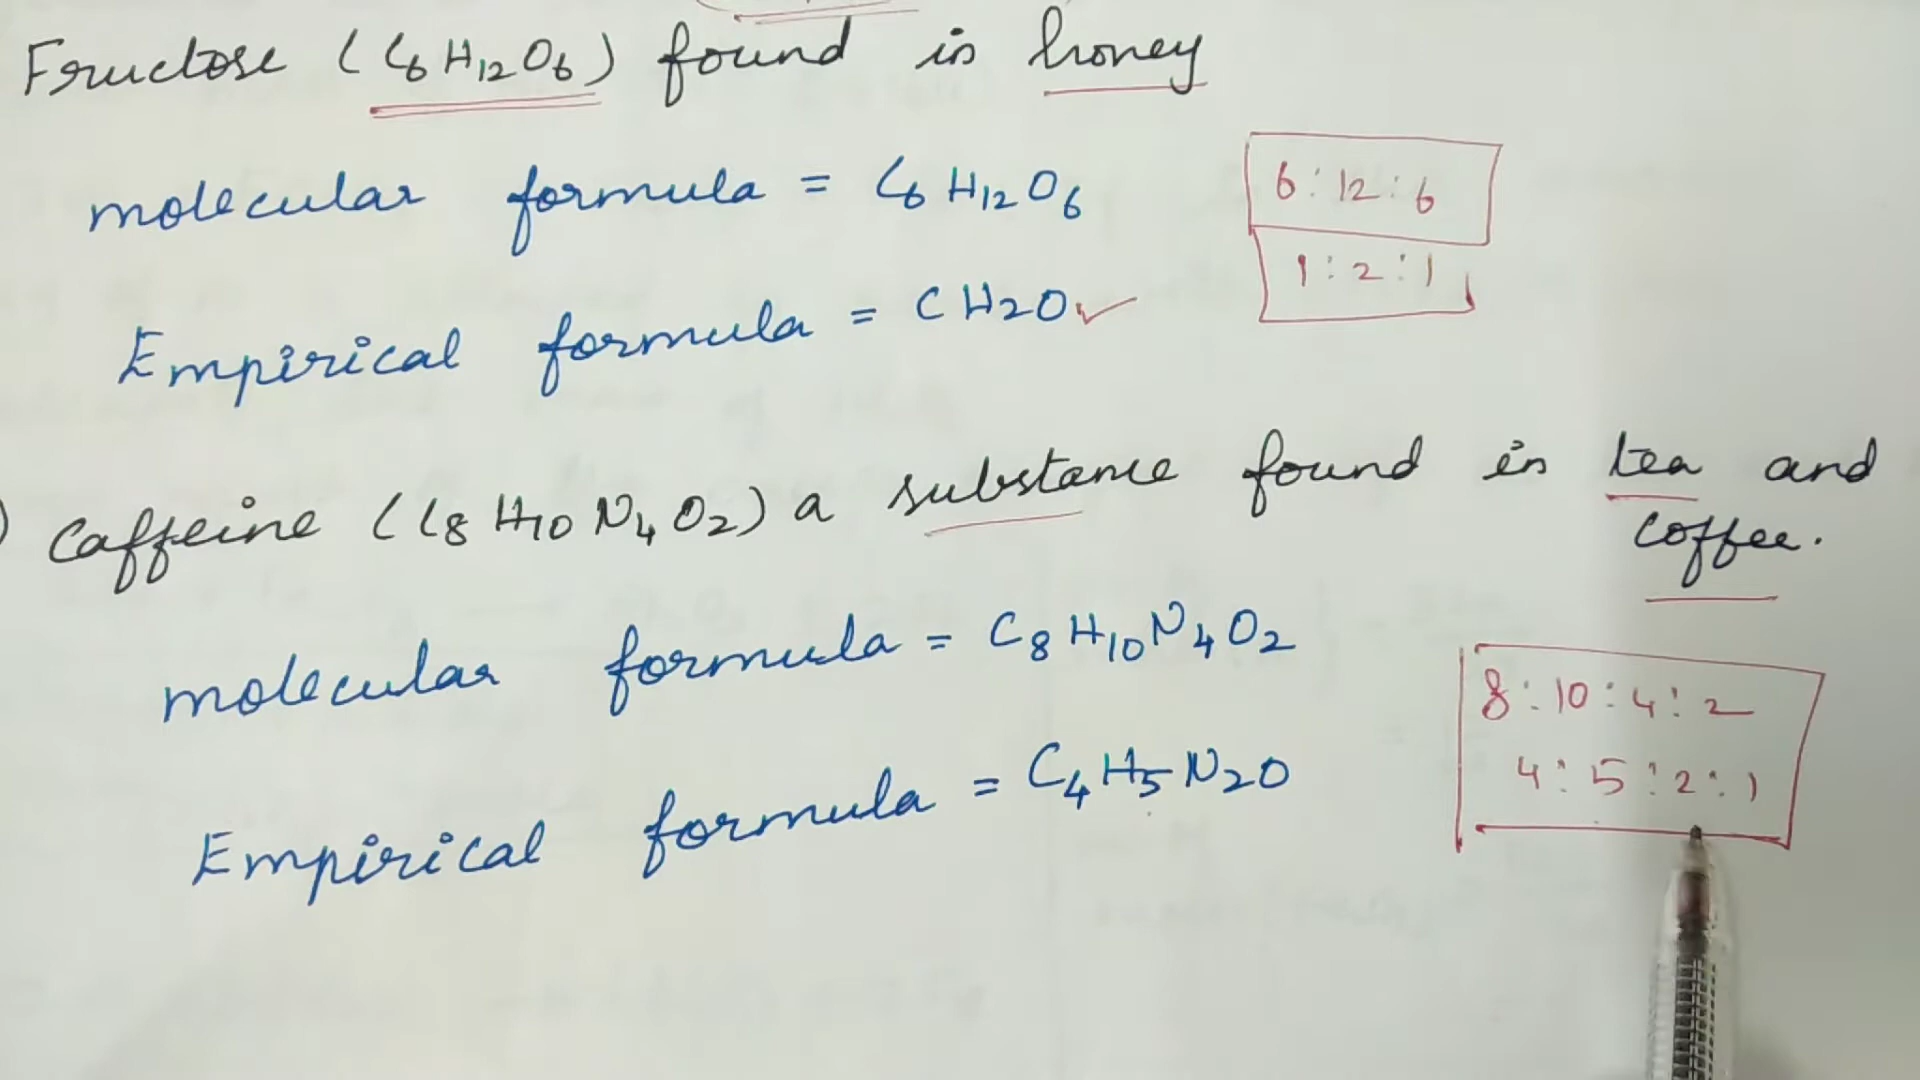 Fructose (C6H12O6) found in honey
molecular formula = C6H12O6
6:12:6
Empirical formula = CH2O ✓
1:2:1
) Caffeine (C8H10N4O2) a substance found in tea and
coffee.
molecular formula = C8H10N4O2
8:10:4:2
Empirical formula = C4H5N2O
4:5:2:1